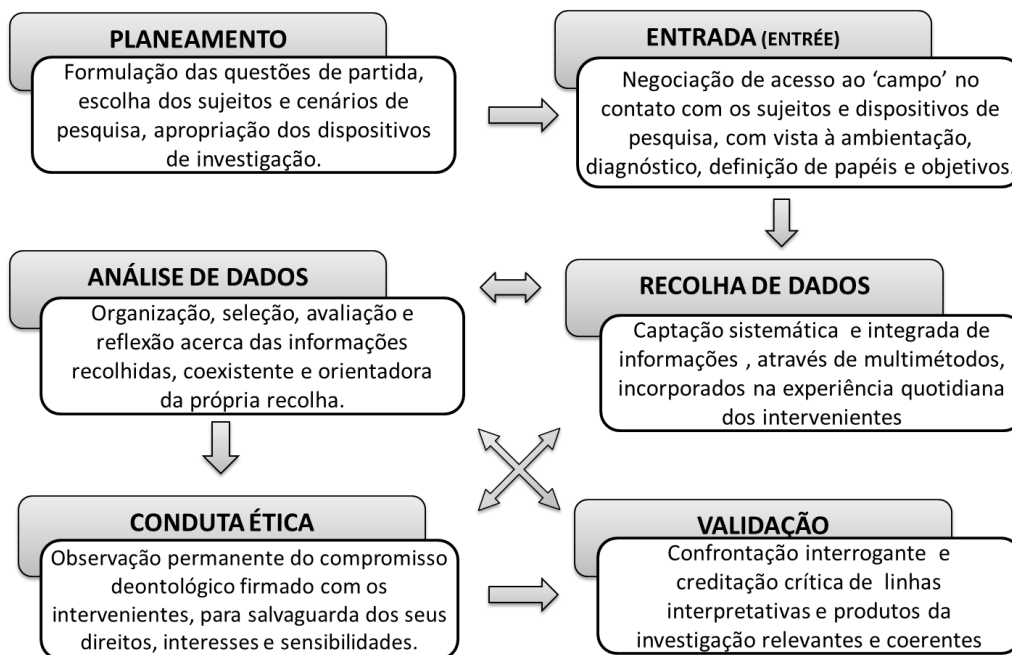 PLANEAMENTO
Formulação das questões de partida,
escolha dos sujeitos e cenários de
pesquisa, apropriação dos dispositivos
de investigação.
ENTRADA (ENTRÉE)
Negociação de acesso ao ‘campo’ no
contato com os sujeitos e dispositivos de
pesquisa, com vista à ambientação,
diagnóstico, definição de papéis e objetivos.
ANÁLISE DE DADOS
Organização, seleção, avaliação e
reflexão acerca das informações
recolhidas, coexistente e orientadora
da própria recolha.
RECOLHA DE DADOS
Captação sistemática e integrada de
informações , através de multimétodos,
incorporados na experiência quotidiana
dos intervenientes
CONDUTA ÉTICA
Observação permanente do compromisso
deontológico firmado com os
intervenientes, para salvaguarda dos seus
direitos, interesses e sensibilidades.
VALIDAÇÃO
Confrontação interrogante e
creditação crítica de linhas
interpretativas e produtos da
investigação relevantes e coerentes